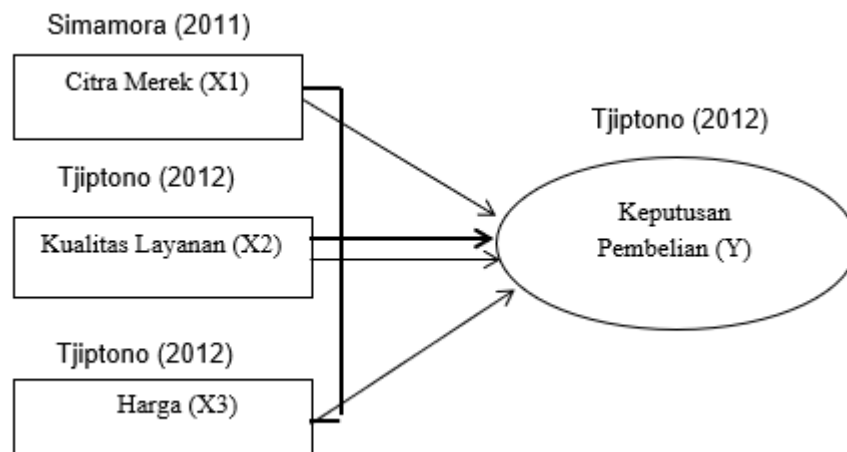 Simamora (2011)
Citra Merek (X1)
Tjiptono (2012)
Tjiptono (2012)
Kualitas Layanan (X2)
Keputusan
Pembelian (Y)
Tjiptono (2012)
Harga (X3)